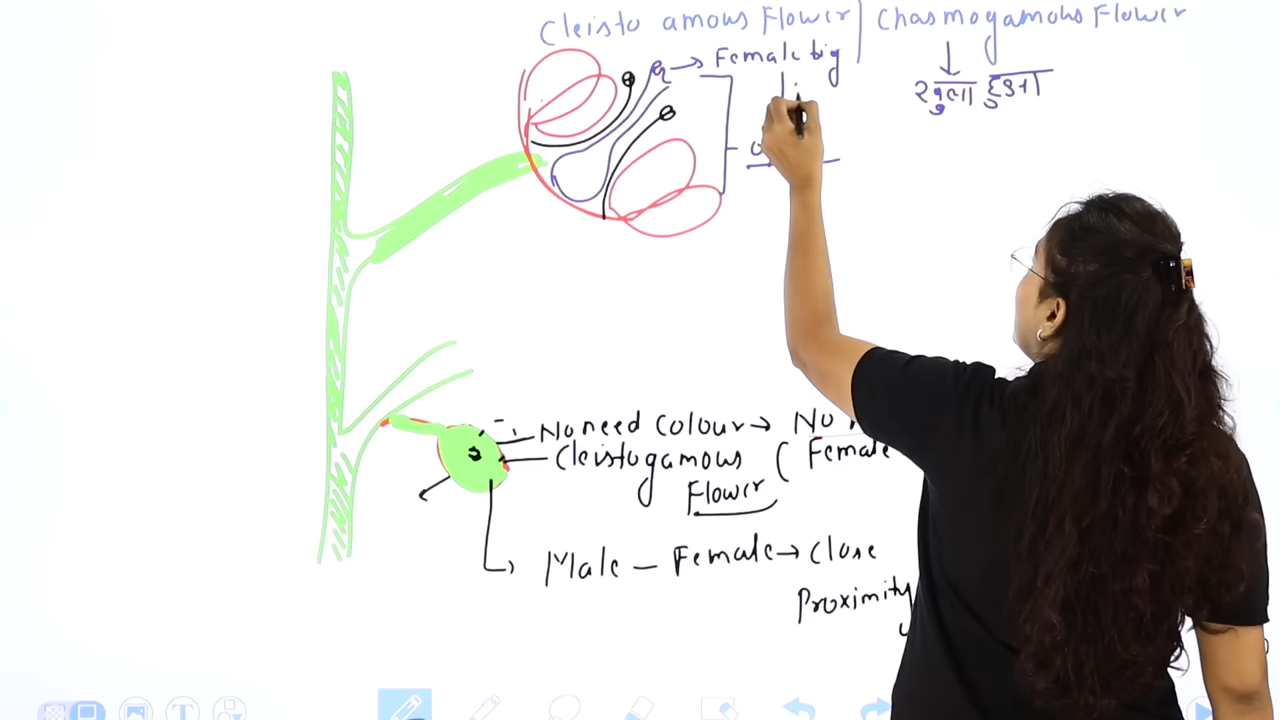 Cleisto amous Flower | Chasmogamous Flower
Female big
No need colour → No
Cleistogamous ( Female
Flower
Male – Female → Close
Proximity